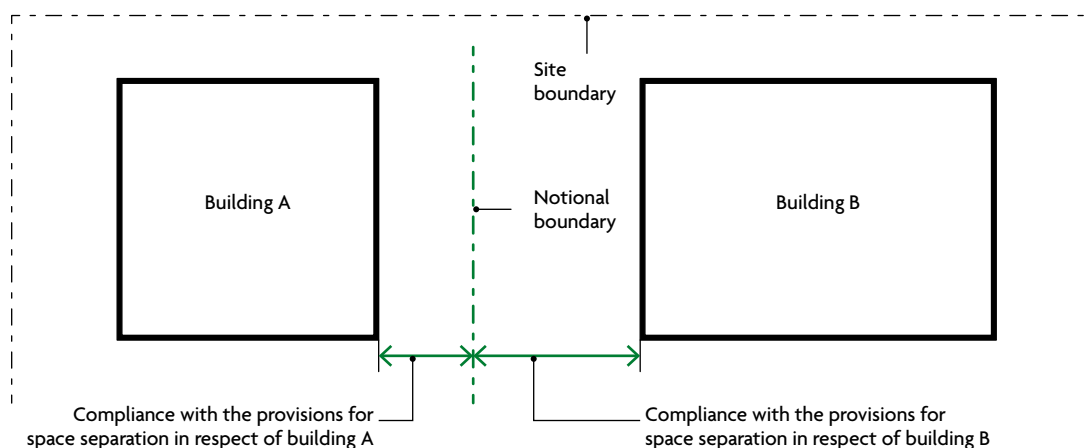 Site
boundary
Building A
Notional
boundary
Building B
Compliance with the provisions for
space separation in respect of building A
Compliance with the provisions for
space separation in respect of building B